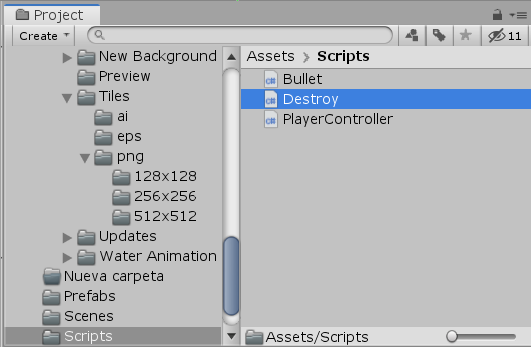 Project
Create
11
New Background
Preview
Tiles
ai
eps
png
128x128
256x256
512x512
Updates
Water Animation
Nueva carpeta
Prefabs
Scenes
Scripts
Assets > Scripts
Bullet
Destroy
PlayerController
Assets/Scripts